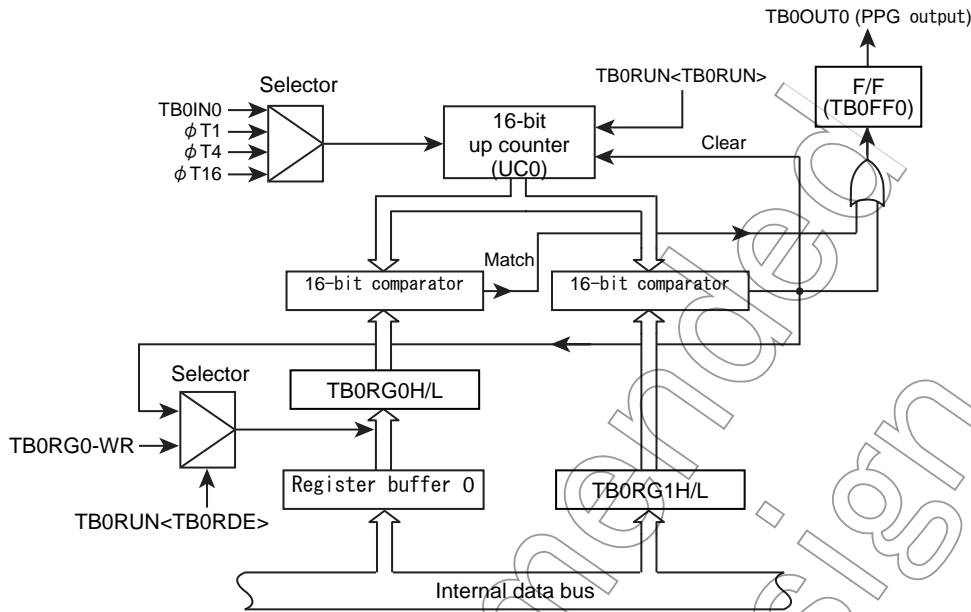 TB0OUT0 (PPG output)
Selector
TB0RUN<TB0RUN>
F/F
(TB0FF0)
TB0IN0
φT1
φT4
φT16
16-bit
up counter
(UC0)
Clear
Match
16-bit comparator
16-bit comparator
Selector
TB0RG0H/L
TB0RG0-WR
Register buffer 0
TB0RG1H/L
TB0RUN<TB0RDE>
Internal data bus